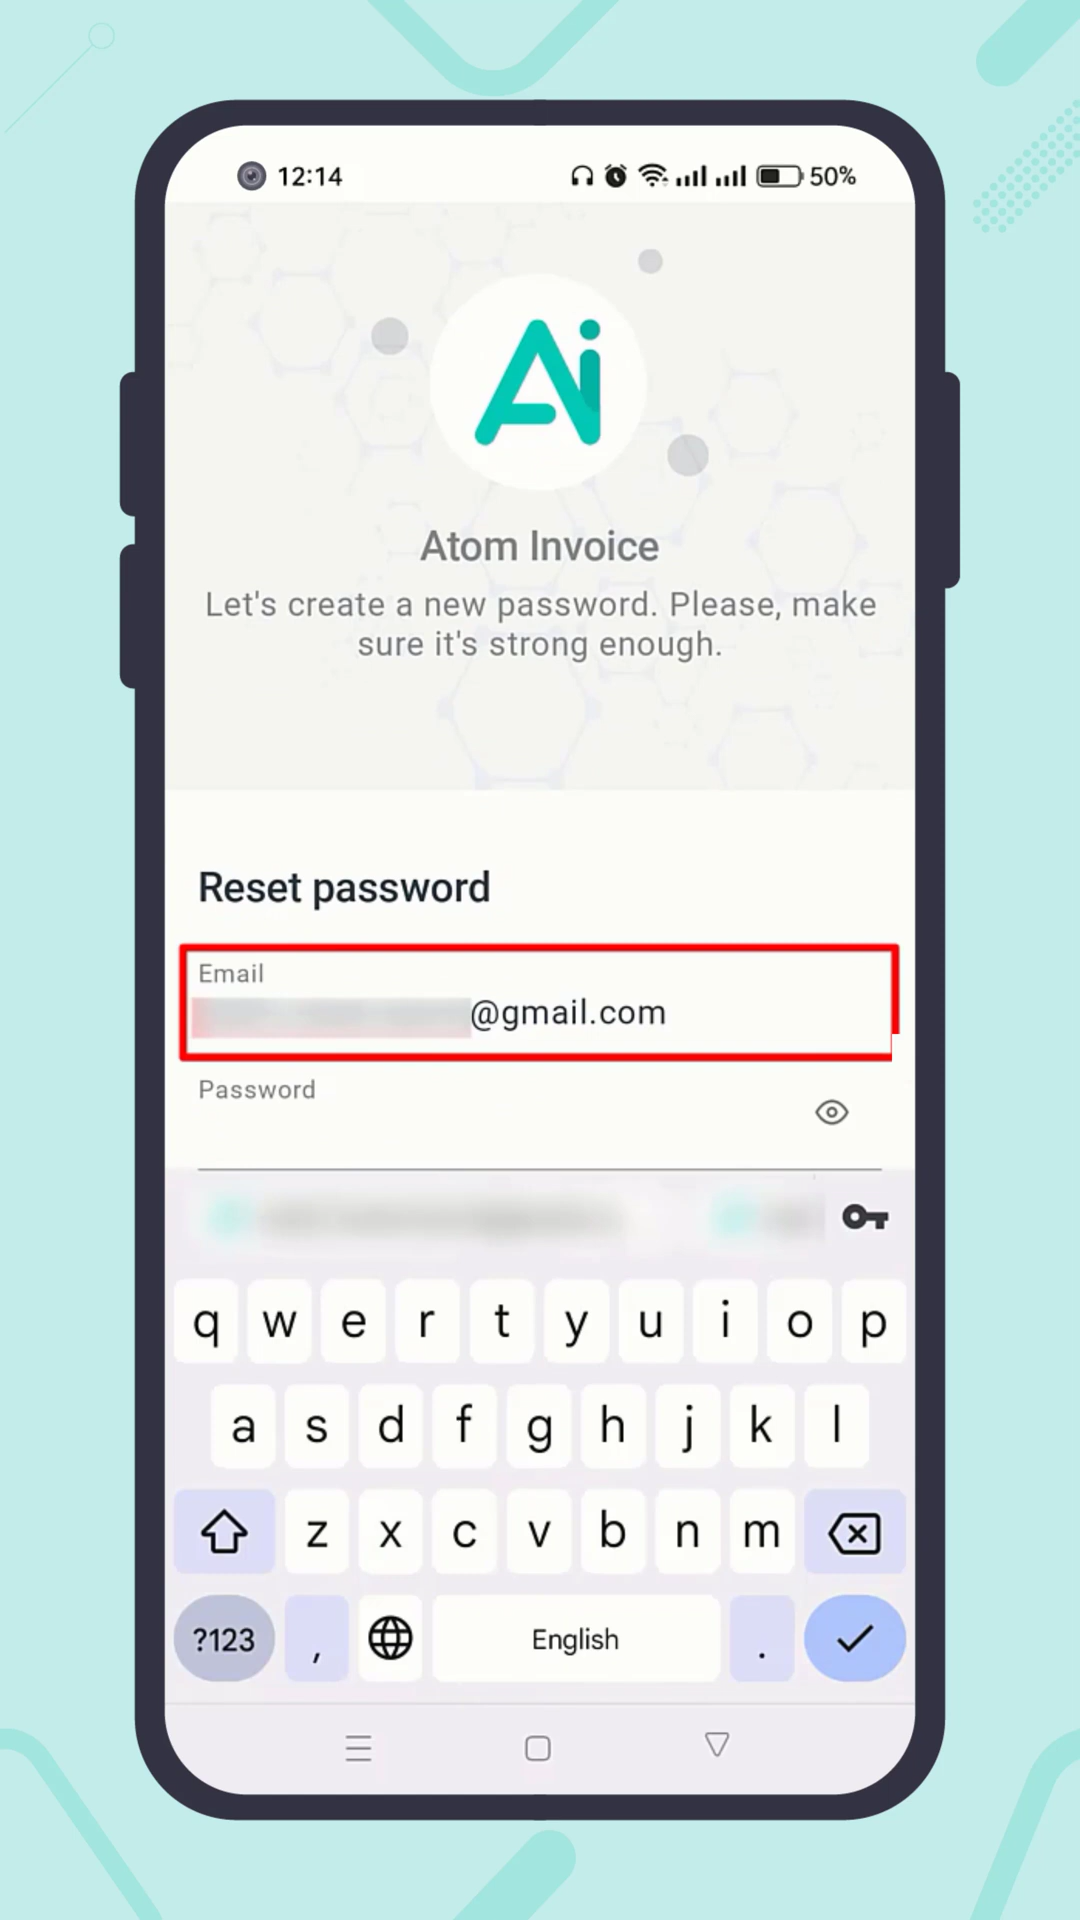 12:14 50%
Ai
Atom Invoice
Let's create a new password. Please, make
sure it's strong enough.
Reset password
Email
@gmail.com
Password
q w e r t y u i o p
a s d f g h j k l
z x c v b n m
?123 , English .